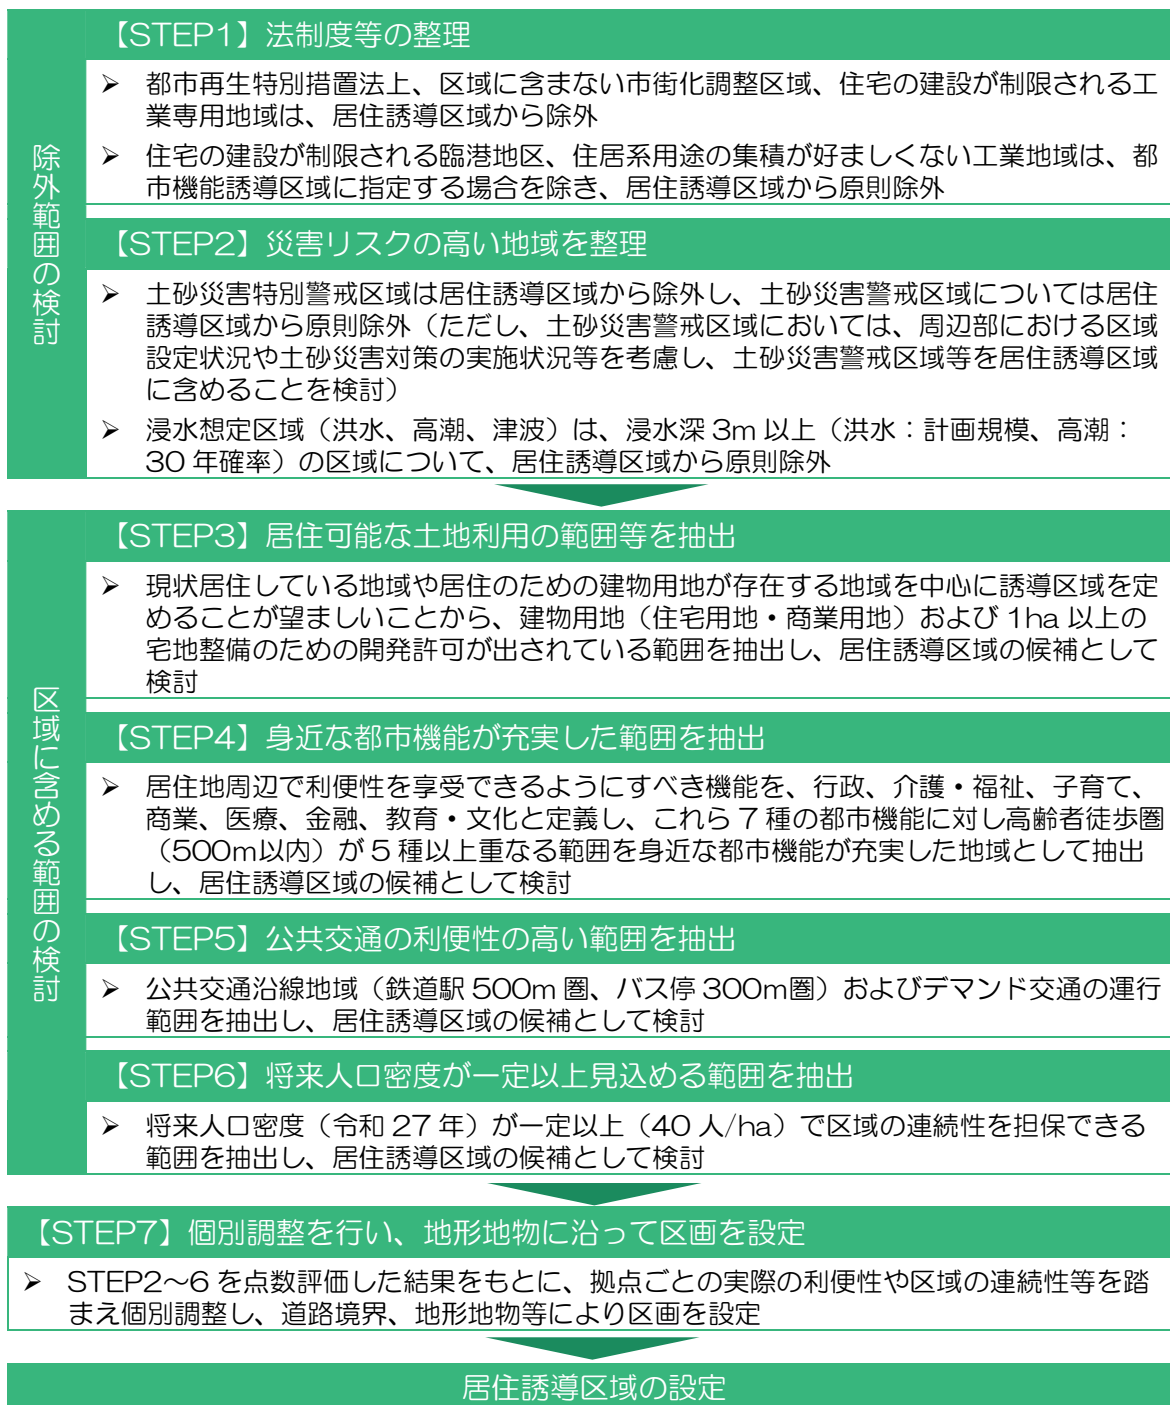 除外範囲の検討
【STEP1】法制度等の整理
➢ 都市再生特別措置法上、区域に含まない市街化調整区域、住宅の建設が制限される工
業専用地域は、居住誘導区域から除外
➢ 住宅の建設が制限される臨港地区、住居系用途の集積が好ましくない工業地域は、都
市機能誘導区域に指定する場合を除き、居住誘導区域から原則除外
【STEP2】災害リスクの高い地域を整理
➢ 土砂災害特別警戒区域は居住誘導区域から除外し、土砂災害警戒区域については居住
誘導区域から原則除外（ただし、土砂災害警戒区域においては、周辺部における区域
設定状況や土砂災害対策の実施状況等を考慮し、土砂災害警戒区域等を居住誘導区域
に含めることを検討）
➢ 浸水想定区域（洪水、高潮、津波）は、浸水深 3m 以上（洪水：計画規模、高潮：
30 年確率）の区域について、居住誘導区域から原則除外
区域に含める範囲の検討
【STEP3】居住可能な土地利用の範囲等を抽出
➢ 現状居住している地域や居住のための建物用地が存在する地域を中心に誘導区域を定
めることが望ましいことから、建物用地（住宅用地・商業用地）および 1ha 以上の
宅地整備のための開発許可が出されている範囲を抽出し、居住誘導区域の候補として
検討
【STEP4】身近な都市機能が充実した範囲を抽出
➢ 居住地周辺で利便性を享受できるようにすべき機能を、行政、介護・福祉、子育て、
商業、医療、金融、教育・文化と定義し、これら 7 種の都市機能に対し高齢者徒歩圏
（500m以内）が 5 種以上重なる範囲を身近な都市機能が充実した地域として抽出
し、居住誘導区域の候補として検討
【STEP5】公共交通の利便性の高い範囲を抽出
➢ 公共交通沿線地域（鉄道駅 500m 圏、バス停 300m圏）およびデマンド交通の運行
範囲を抽出し、居住誘導区域の候補として検討
【STEP6】将来人口密度が一定以上見込める範囲を抽出
➢ 将来人口密度（令和 27 年）が一定以上（40 人/ha）で区域の連続性を担保できる
範囲を抽出し、居住誘導区域の候補として検討
【STEP7】個別調整を行い、地形地物に沿って区画を設定
➢ STEP2～6 を点数評価した結果をもとに、拠点ごとの実際の利便性や区域の連続性等を踏
まえ個別調整し、道路境界、地形地物等により区画を設定
居住誘導区域の設定